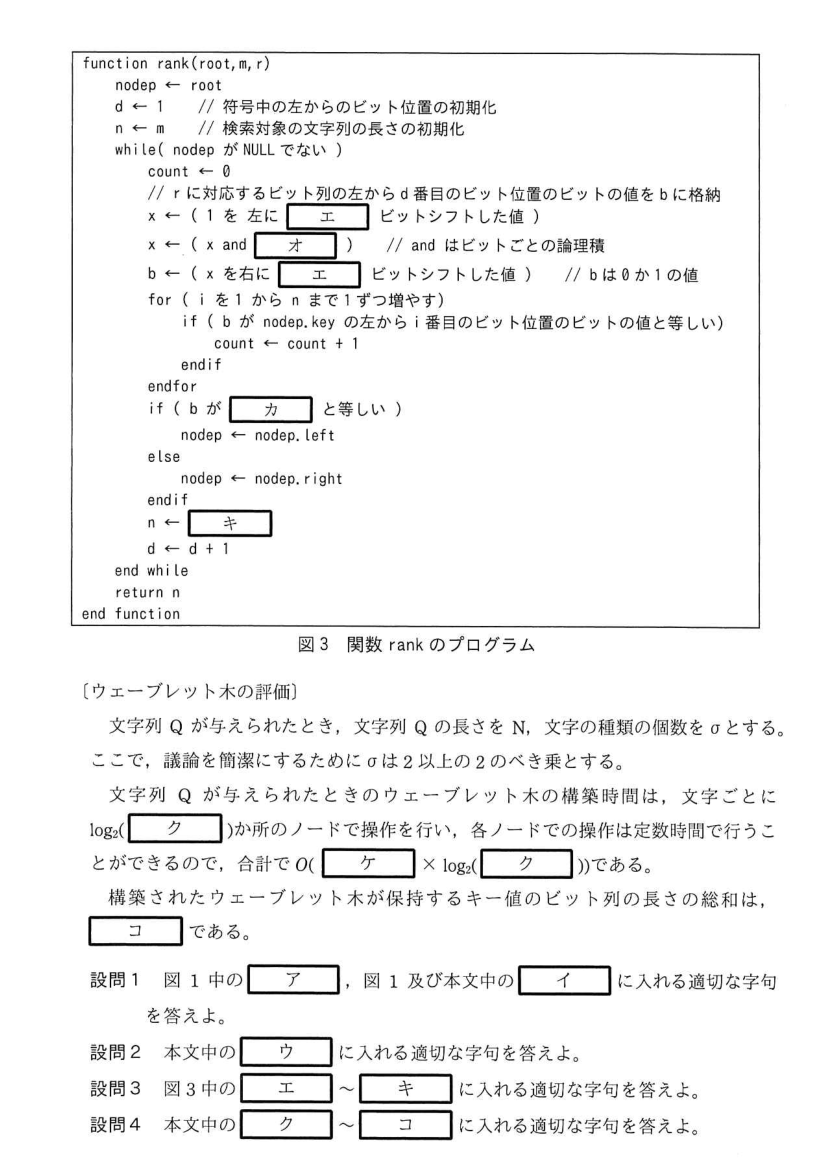 function rank(root,m,r)
nodep ← root
d ← 1 // 符号中の左からのビット位置の初期化
n ← m // 検索対象の文字列の長さの初期化
while( nodep が NULL でない )
count ← 0
// r に対応するビット列の左から d 番目のビット位置のビットの値を b に格納
x ← ( 1 を 左に エ ビットシフトした値 )
x ← ( x and オ ) // and はビットごとの論理積
b ← ( x を右に エ ビットシフトした値 ) // b は 0 か 1 の値
for ( i を 1 から n まで 1 ずつ増やす)
if ( b が nodep.key の左から i 番目のビット位置のビットの値と等しい)
count ← count + 1
endif
endfor
if ( b が カ と等しい )
nodep ← nodep.left
else
nodep ← nodep.right
endif
n ← キ
d ← d + 1
end while
return n
end function
図3 関数 rank のプログラム
〔ウェーブレット木の評価〕
文字列 Q が与えられたとき，文字列 Q の長さを N，文字の種類の個数を σ とする。
ここで，議論を簡潔にするために σ は 2 以上の 2 のべき乗とする。
文字列 Q が与えられたときのウェーブレット木の構築時間は，文字ごとに
log₂( ク )か所のノードで操作を行い，各ノードでの操作は定数時間で行うこ
とができるので，合計で O( ケ × log₂( ク ))である。
構築されたウェーブレット木が保持するキー値のビット列の長さの総和は，
コ である。
設問1 図 1 中の ア ，図 1 及び本文中の イ に入れる適切な字句
を答えよ。
設問2 本文中の ウ に入れる適切な字句を答えよ。
設問3 図3中の エ ～ キ に入れる適切な字句を答えよ。
設問4 本文中の ク ～ コ に入れる適切な字句を答えよ。